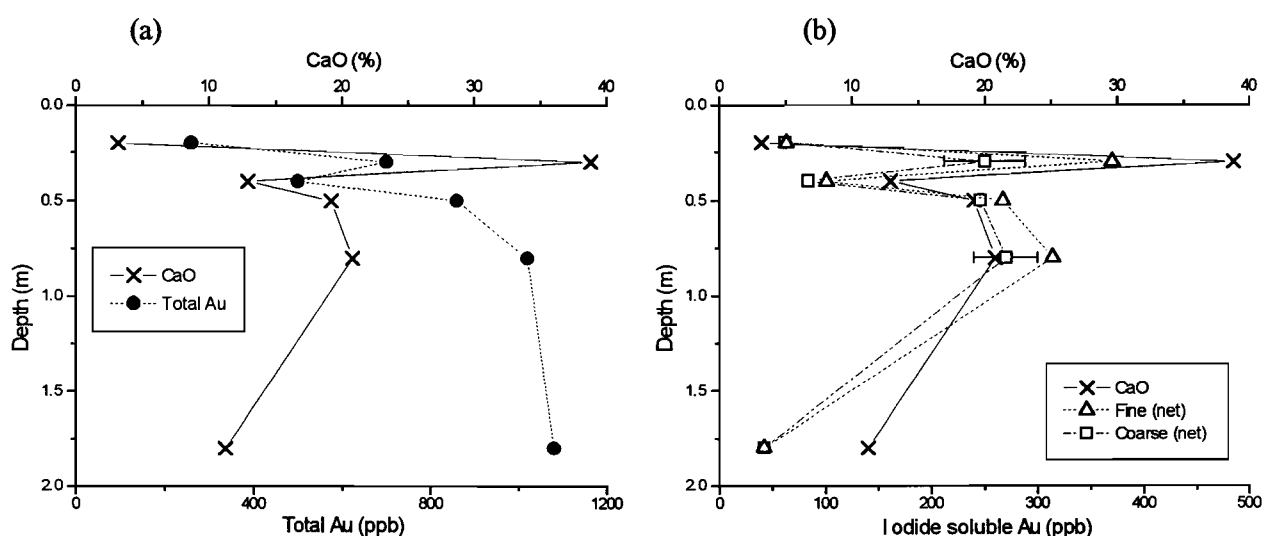 (a)
CaO (%)
0 10 20 30 40
0.0
0.5
1.0
1.5
2.0
Depth (m)
CaO
Total Au
400 800 1200
Total Au (ppb)
(b)
CaO (%)
0 10 20 30 40
0.0
0.5
1.0
1.5
2.0
Depth (m)
CaO
Fine (net)
Coarse (net)
0 100 200 300 400 500
Iodide soluble Au (ppb)